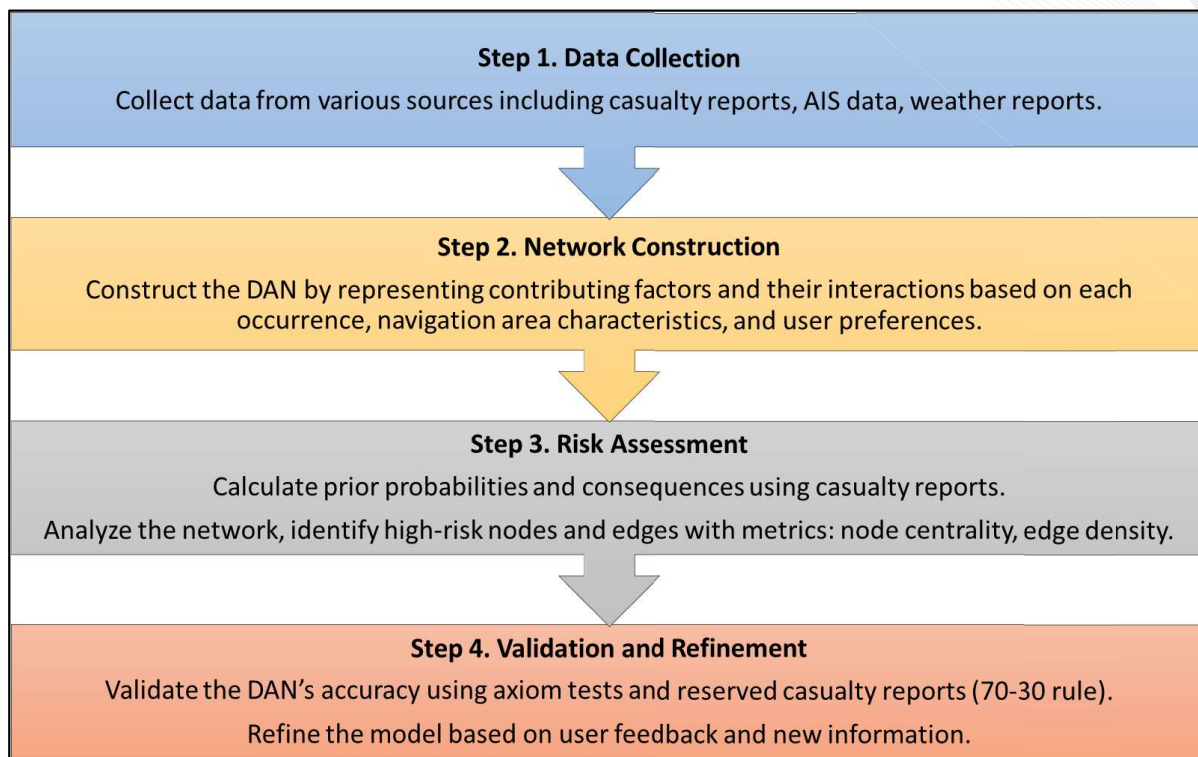 Step 1. Data Collection
Collect data from various sources including casualty reports, AIS data, weather reports.
Step 2. Network Construction
Construct the DAN by representing contributing factors and their interactions based on each
occurrence, navigation area characteristics, and user preferences.
Step 3. Risk Assessment
Calculate prior probabilities and consequences using casualty reports.
Analyze the network, identify high-risk nodes and edges with metrics: node centrality, edge density.
Step 4. Validation and Refinement
Validate the DAN’s accuracy using axiom tests and reserved casualty reports (70-30 rule).
Refine the model based on user feedback and new information.